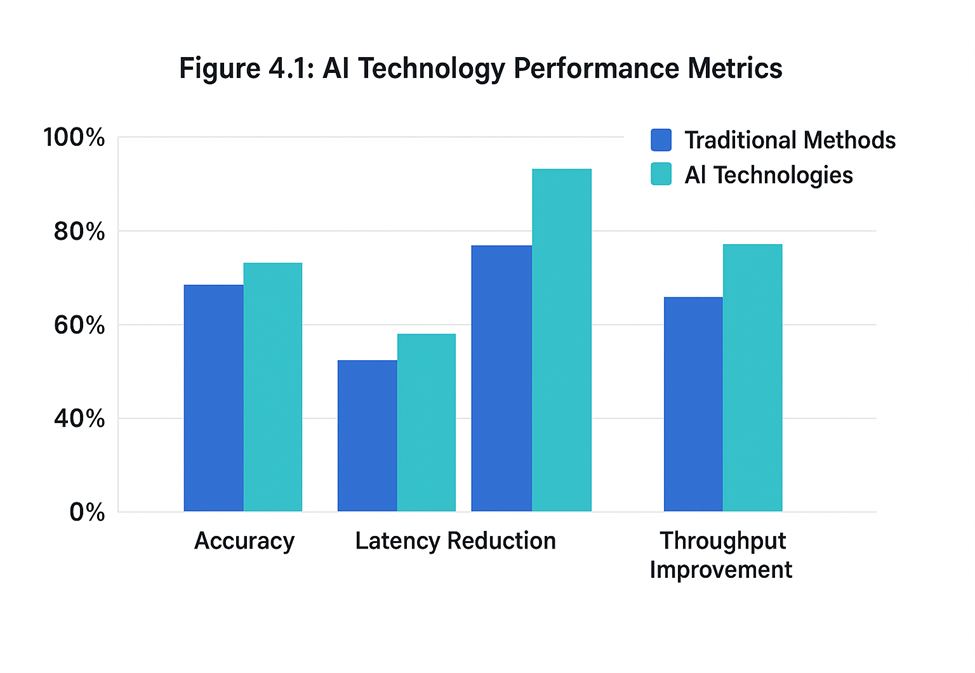 Figure 4.1: AI Technology Performance Metrics
100%
80%
60%
40%
0%
Traditional Methods
AI Technologies
Accuracy
Latency Reduction
Throughput
Improvement